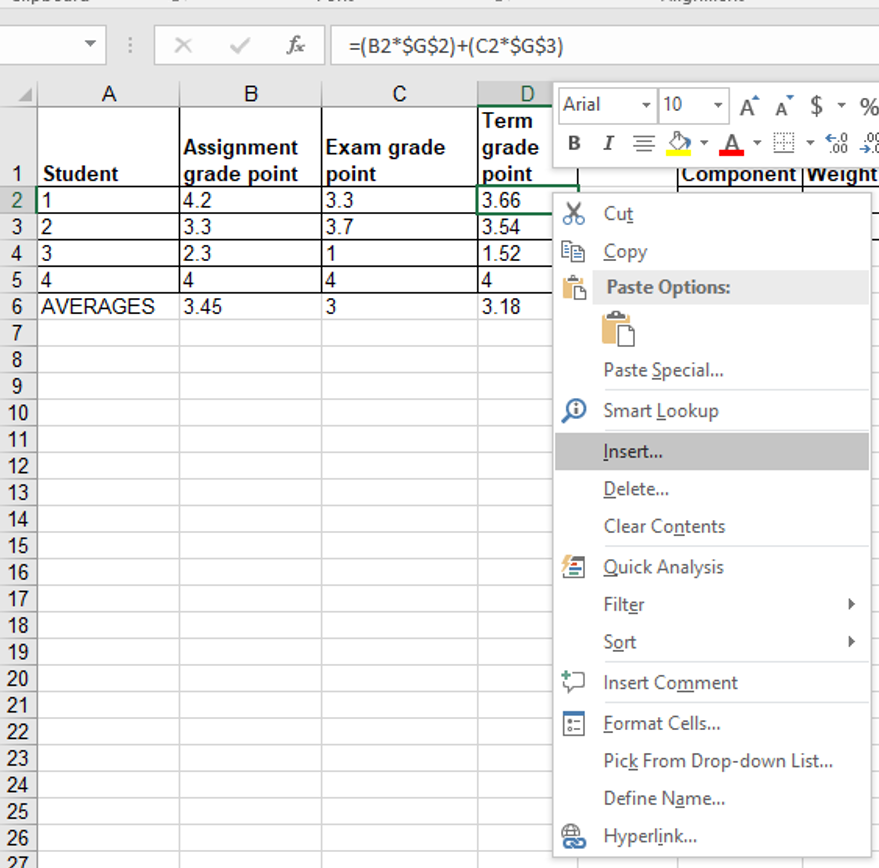 fx =(B2*$G$2)+(C2*$G$3)
A B C D
Arial 10 A A $ %
B I A .00 .00
1 Student Assignment grade point Exam grade point Term grade point Component Weight
2 1 4.2 3.3 3.66
3 2 3.3 3.7 3.54
4 3 2.3 1 1.52
5 4 4 4 4
6 AVERAGES 3.45 3 3.18
7
8
9
10
11
12
13
14
15
16
17
18
19
20
21
22
23
24
25
26
27
Cut
Copy
Paste Options:
Paste Special...
Smart Lookup
Insert...
Delete...
Clear Contents
Quick Analysis
Filter
Sort
Insert Comment
Format Cells...
Pick From Drop-down List...
Define Name...
Hyperlink...